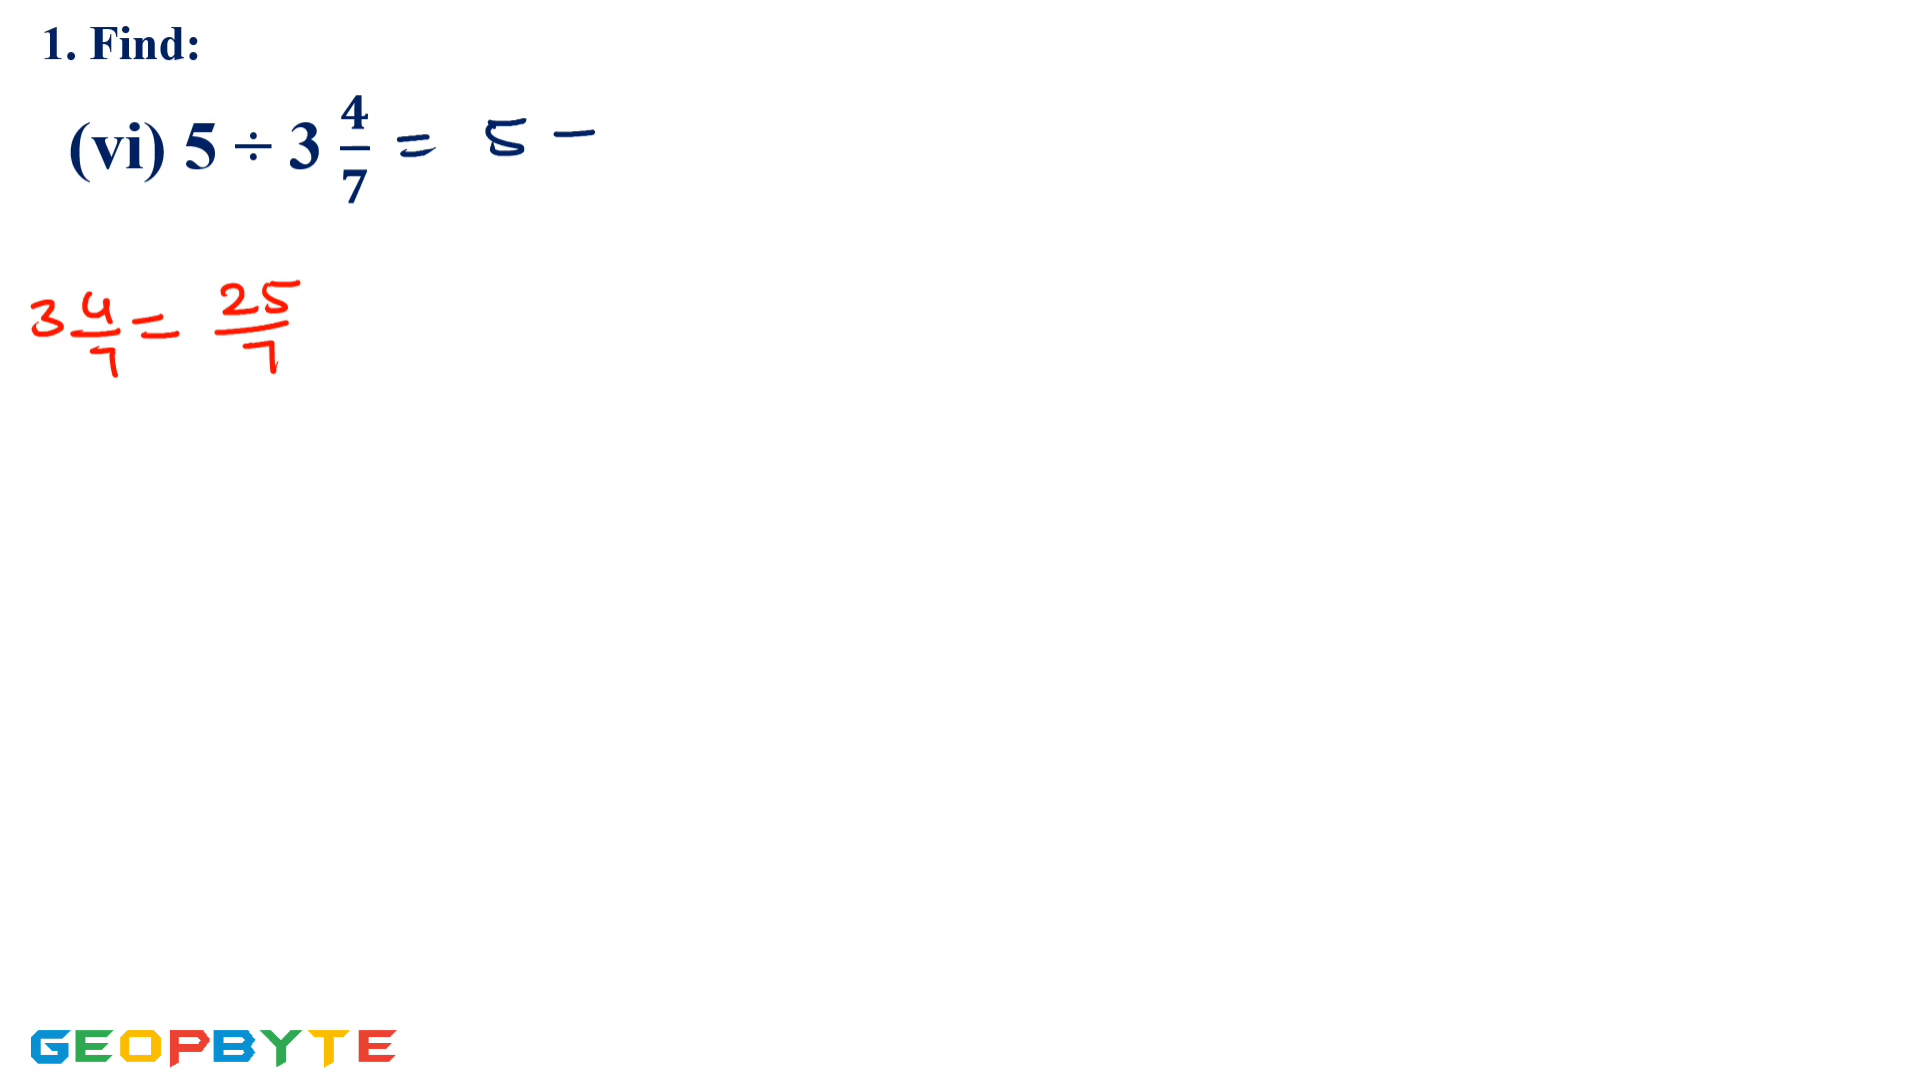 1. Find:
(vi) 5 ÷ 3 4/7 = 5 −
3 4/7 = 25/7
GEOPBYTE